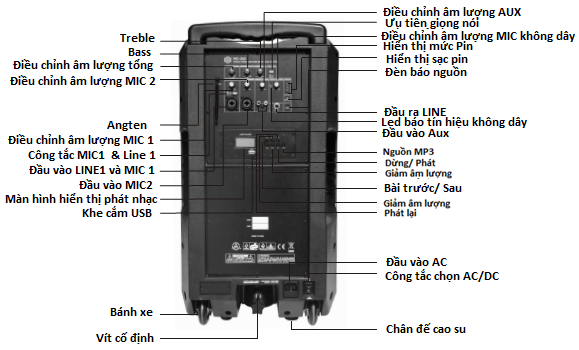 Điều chỉnh âm lượng AUX
Ưu tiên giọng nói
Điều chỉnh âm lượng MIC không dây
Hiển thị mức Pin
Hiển thị sạc pin
Đèn báo nguồn
Treble
Bass
Điều chỉnh âm lượng tổng
Điều chỉnh âm lượng MIC 2
Angten
Điều chỉnh âm lượng MIC 1
Công tắc MIC1 & Line 1
Đầu vào LINE1 và MIC 1
Đầu vào MIC2
Màn hình hiển thị phát nhạc
Khe cắm USB
Đầu ra LINE
Led báo tín hiệu không dây
Đầu vào Aux
Nguồn MP3
Dừng/ Phát
Giảm âm lượng
Bài trước/ Sau
Giảm âm lượng
Phát lại
Đầu vào AC
Công tắc chọn AC/DC
Bánh xe
Vít cố định
Chân đế cao su